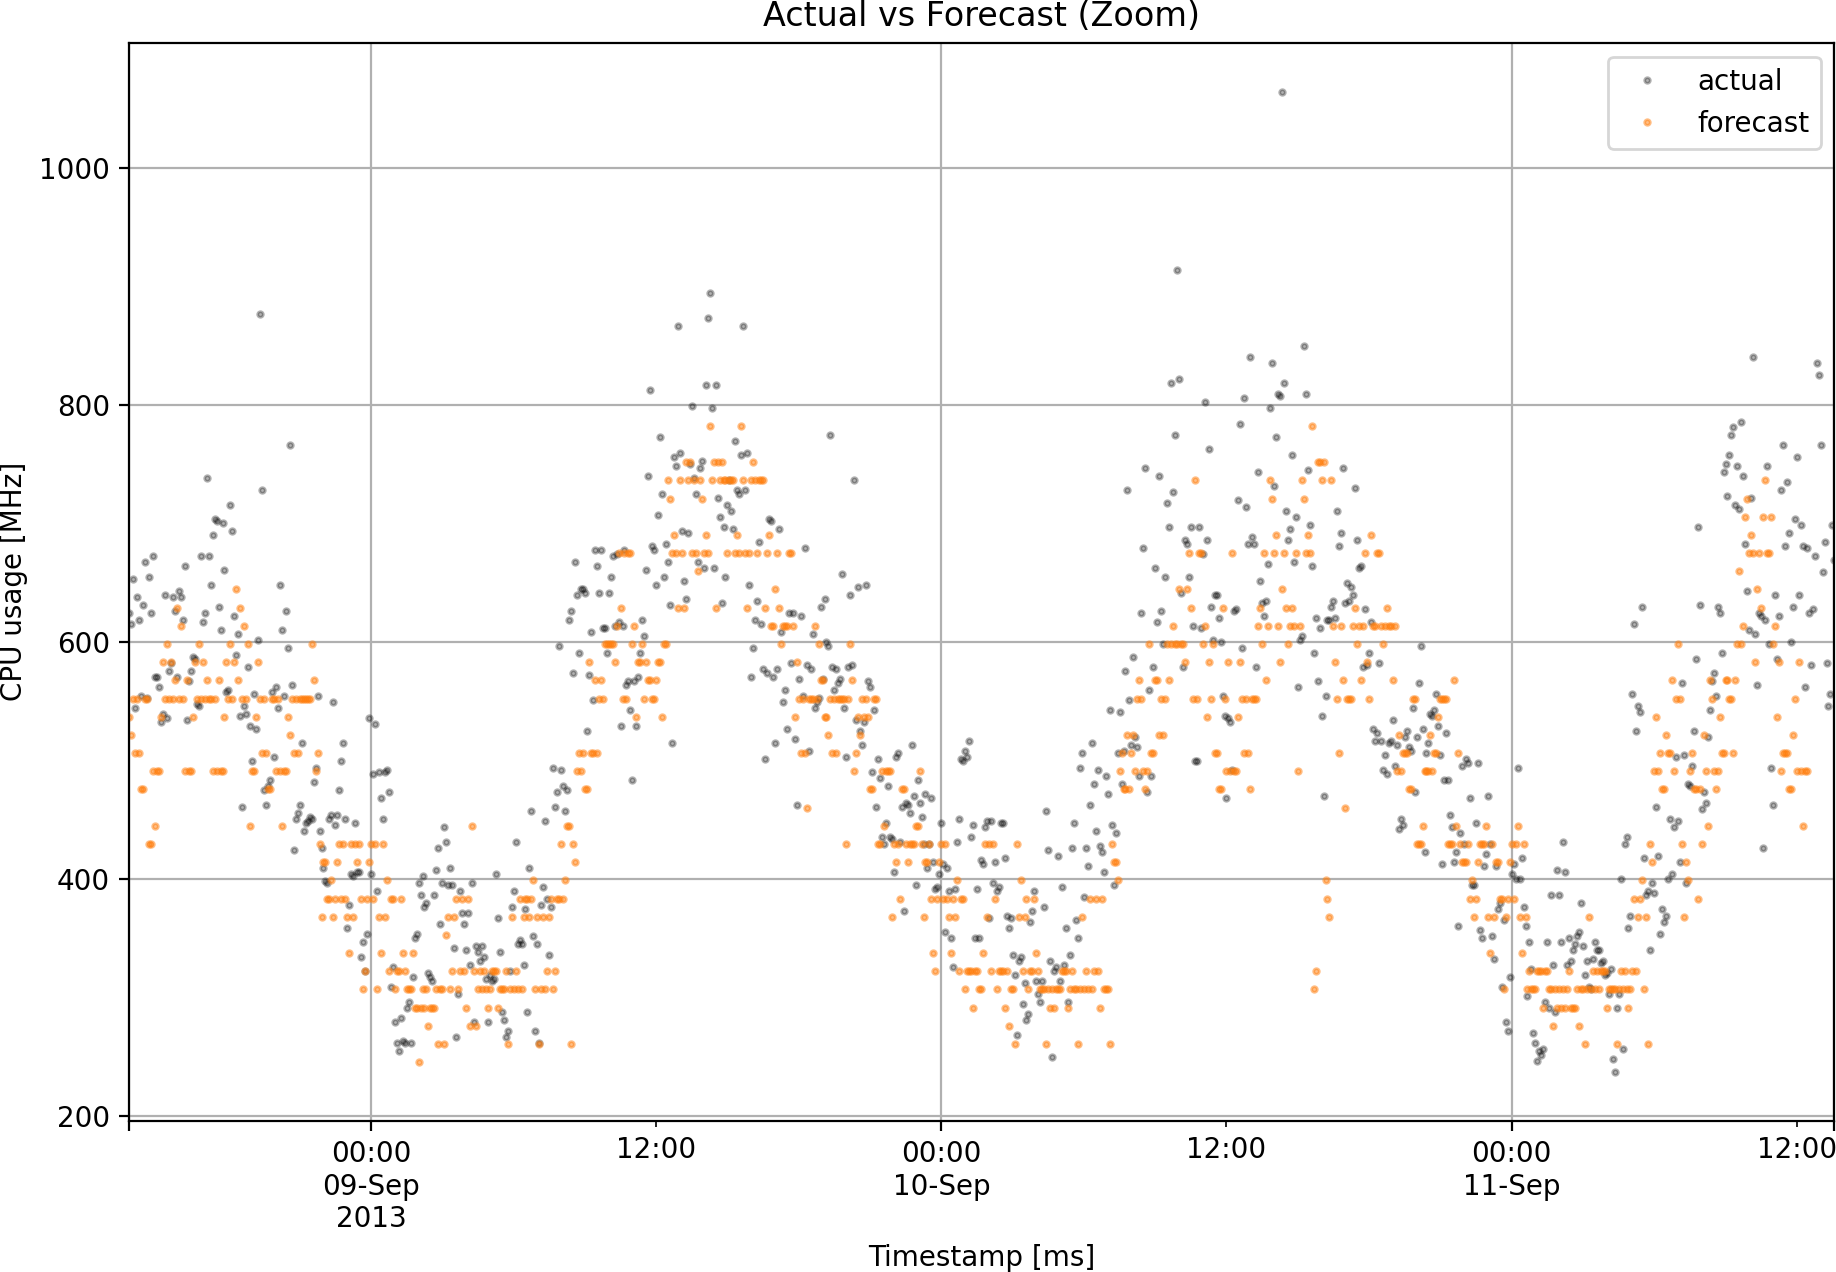 Actual vs Forecast (Zoom)
actual
forecast
CPU usage [MHz]
1000
800
600
400
200
00:00
09-Sep
2013
12:00
00:00
10-Sep
12:00
00:00
11-Sep
12:00
Timestamp [ms]